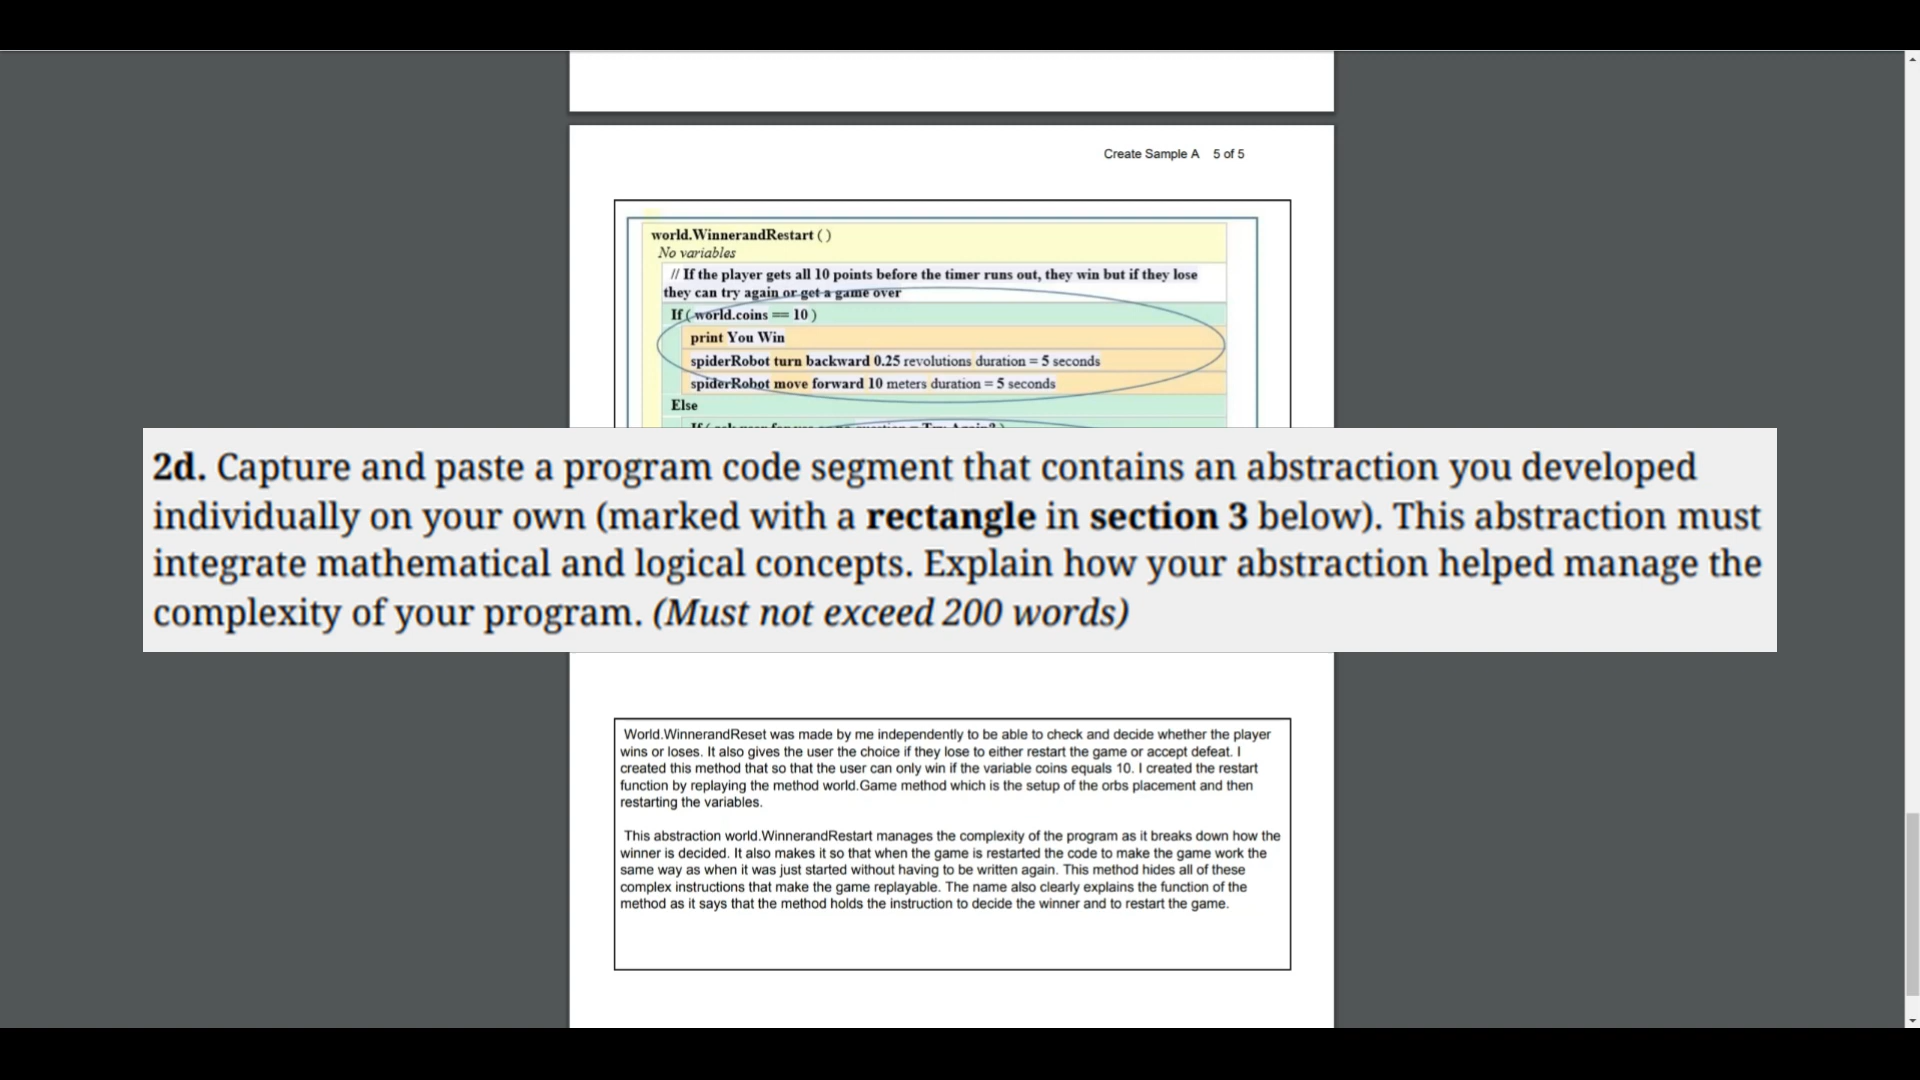 Create Sample A 5 of 5
world.WinnerandRestart ( )
No variables
// If the player gets all 10 points before the timer runs out, they win but if they lose
they can try again or get a game over
If ( world.coins == 10 )
print You Win
spiderRobot turn backward 0.25 revolutions duration = 5 seconds
spiderRobot move forward 10 meters duration = 5 seconds
Else
2d. Capture and paste a program code segment that contains an abstraction you developed
individually on your own (marked with a rectangle in section 3 below). This abstraction must
integrate mathematical and logical concepts. Explain how your abstraction helped manage the
complexity of your program. (Must not exceed 200 words)
World.WinnerandReset was made by me independently to be able to check and decide whether the player
wins or loses. It also gives the user the choice if they lose to either restart the game or accept defeat. I
created this method that so that the user can only win if the variable coins equals 10. I created the restart
function by replaying the method world.Game method which is the setup of the orbs placement and then
restarting the variables.
This abstraction world.WinnerandRestart manages the complexity of the program as it breaks down how the
winner is decided. It also makes it so that when the game is restarted the code to make the game work the
same way as when it was just started without having to be written again. This method hides all of these
complex instructions that make the game replayable. The name also clearly explains the function of the
method as it says that the method holds the instruction to decide the winner and to restart the game.